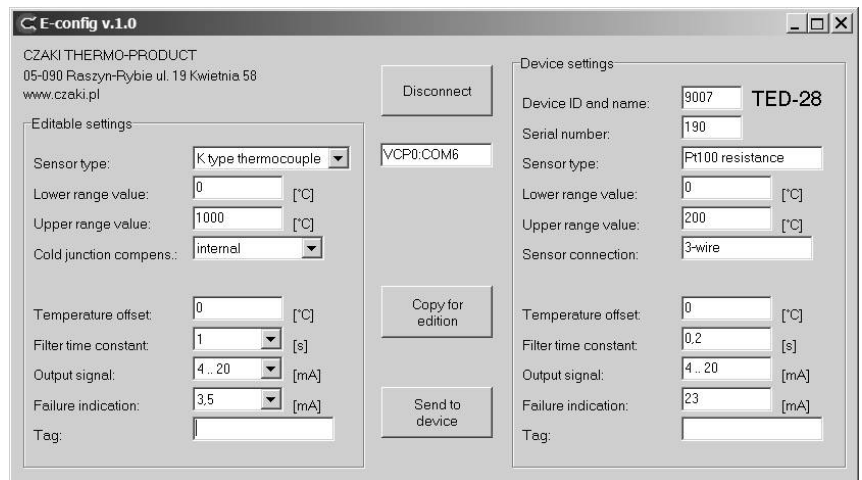 E-config v.1.0
CZAKI THERMO-PRODUCT
05-090 Raszyn-Rybie ul. 19 Kwietnia 58
www.czaki.pl
Editable settings
Sensor type: K type thermocouple
Lower range value: 0 [°C]
Upper range value: 1000 [°C]
Cold junction compens.: internal
Temperature offset: 0 [°C]
Filter time constant: 1 [s]
Output signal: 4 .. 20 [mA]
Failure indication: 3,5 [mA]
Tag:
Disconnect
VCP0:COM6
Copy for
edition
Send to
device
Device settings
Device ID and name: 9007 TED-28
Serial number: 190
Sensor type: Pt100 resistance
Lower range value: 0 [°C]
Upper range value: 200 [°C]
Sensor connection: 3-wire
Temperature offset: 0 [°C]
Filter time constant: 0,2 [s]
Output signal: 4 .. 20 [mA]
Failure indication: 23 [mA]
Tag: